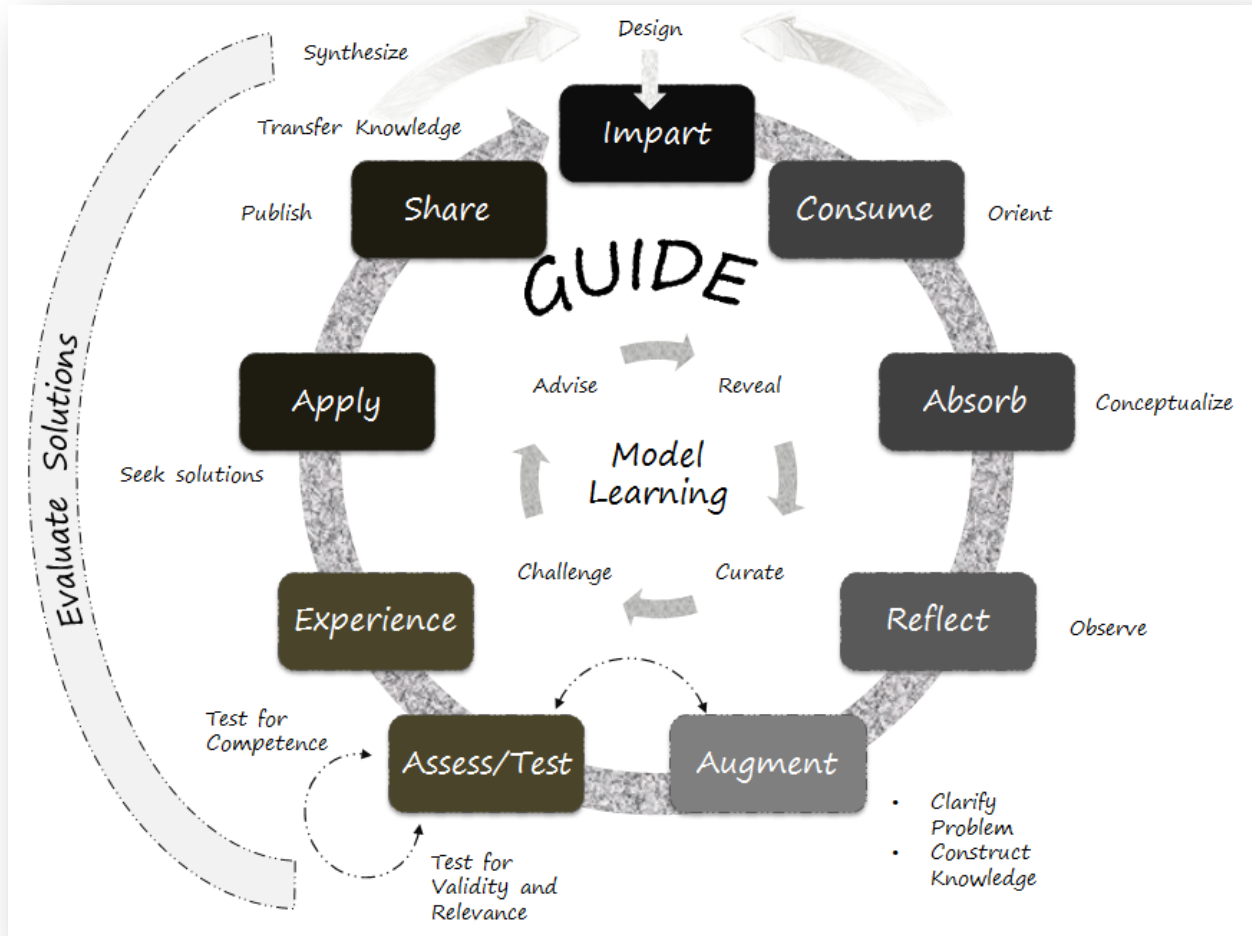 Design
Synthesize
Transfer Knowledge
Impart
Share
Consume
Publish
Orient
GUIDE
Advise
Reveal
Apply
Absorb
Conceptualize
Model
Learning
Seek solutions
Evaluate Solutions
Challenge
Curate
Experience
Reflect
Observe
Test for
Competence
Assess/Test
Augment
• Clarify
Problem
• Construct
Knowledge
Test for
Validity and
Relevance